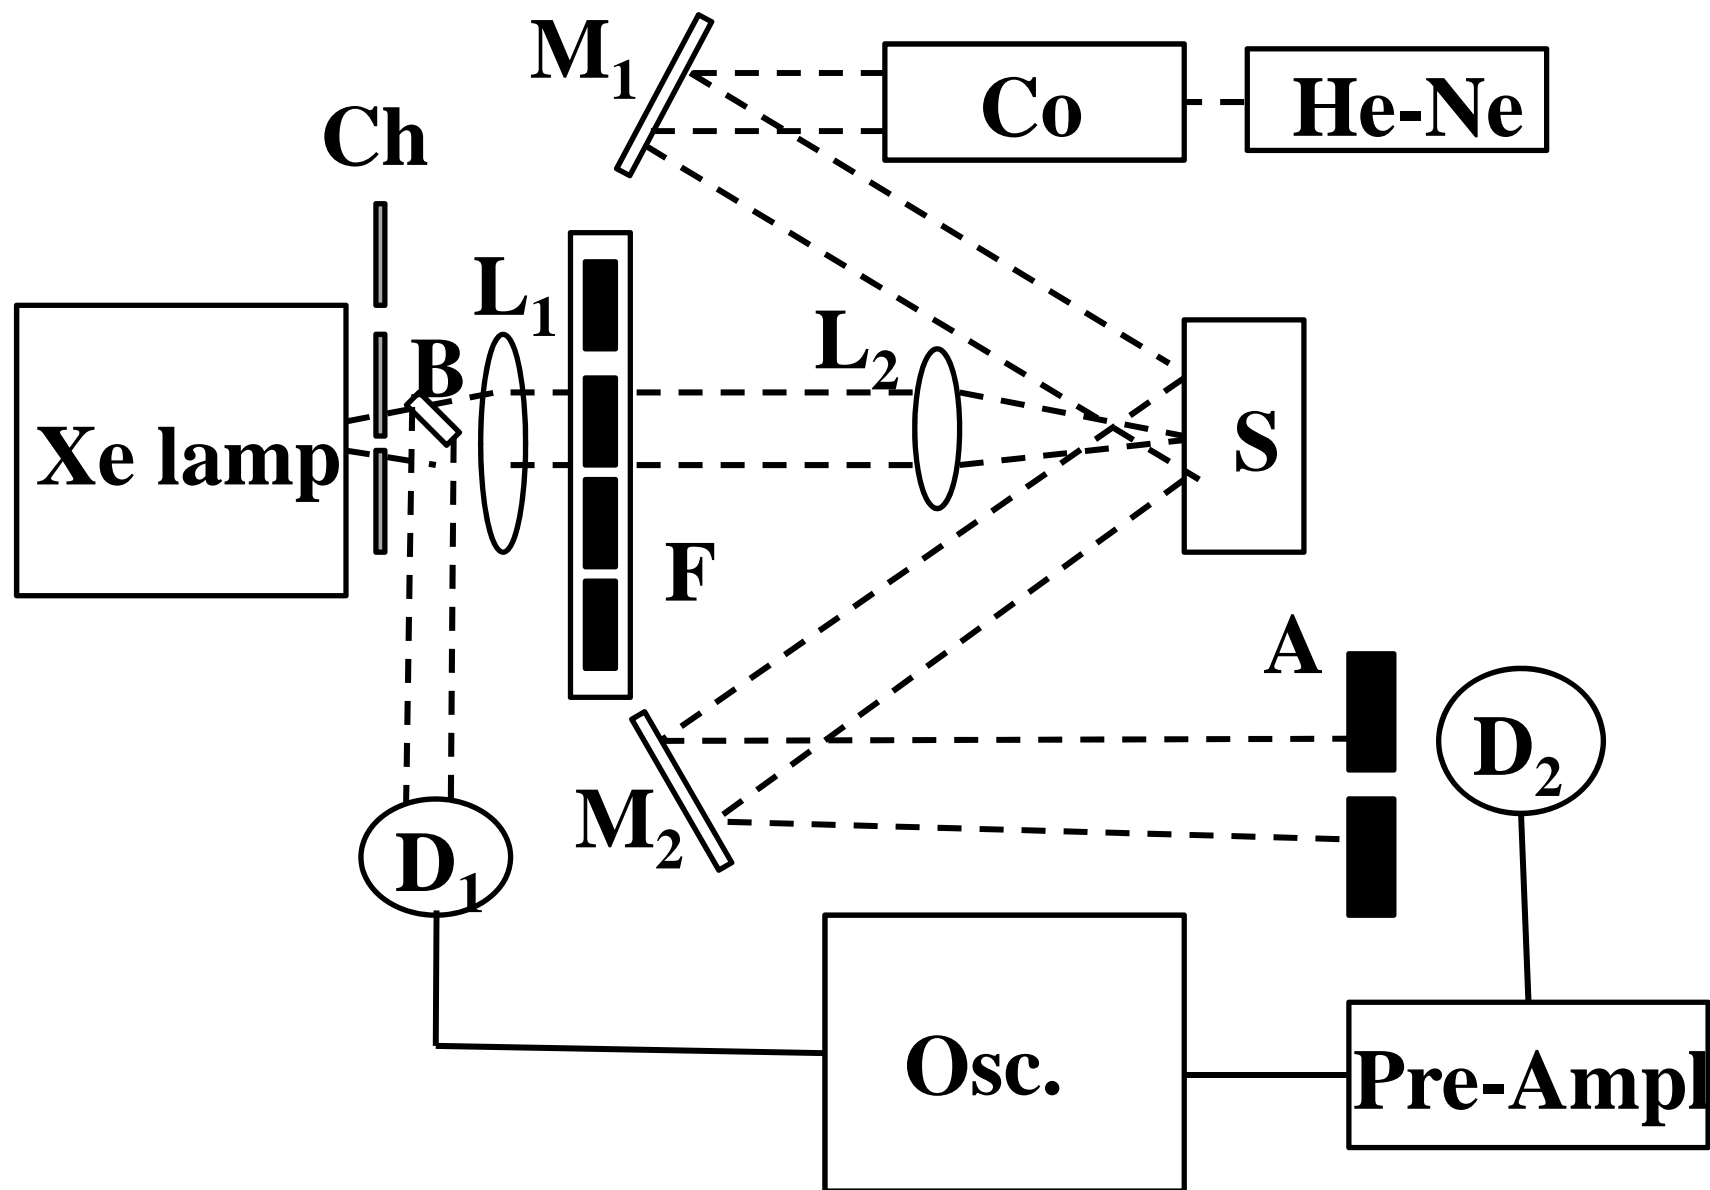 M₁
Co
He-Ne
Ch
L₁
B
L₂
Xe lamp
S
F
A
D₂
M₂
D₁
Osc.
Pre-Ampl